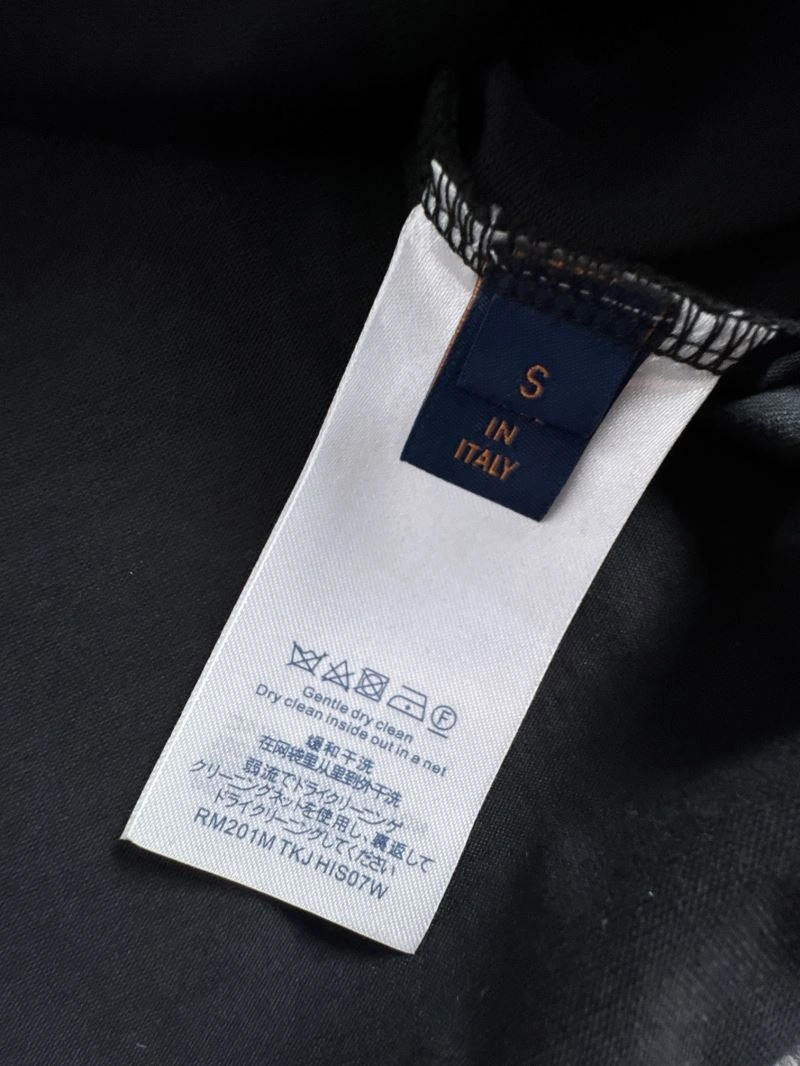 S
IN
ITALY
F
Gentle dry clean
Dry clean inside out in a net
缓和干洗
在网袋里从里到外干洗
弱流でドライクリーニンゲ
クリーニングネットを使用し、裏返して
ドライクリーニングしてください
RM201M TKJ HIS07W